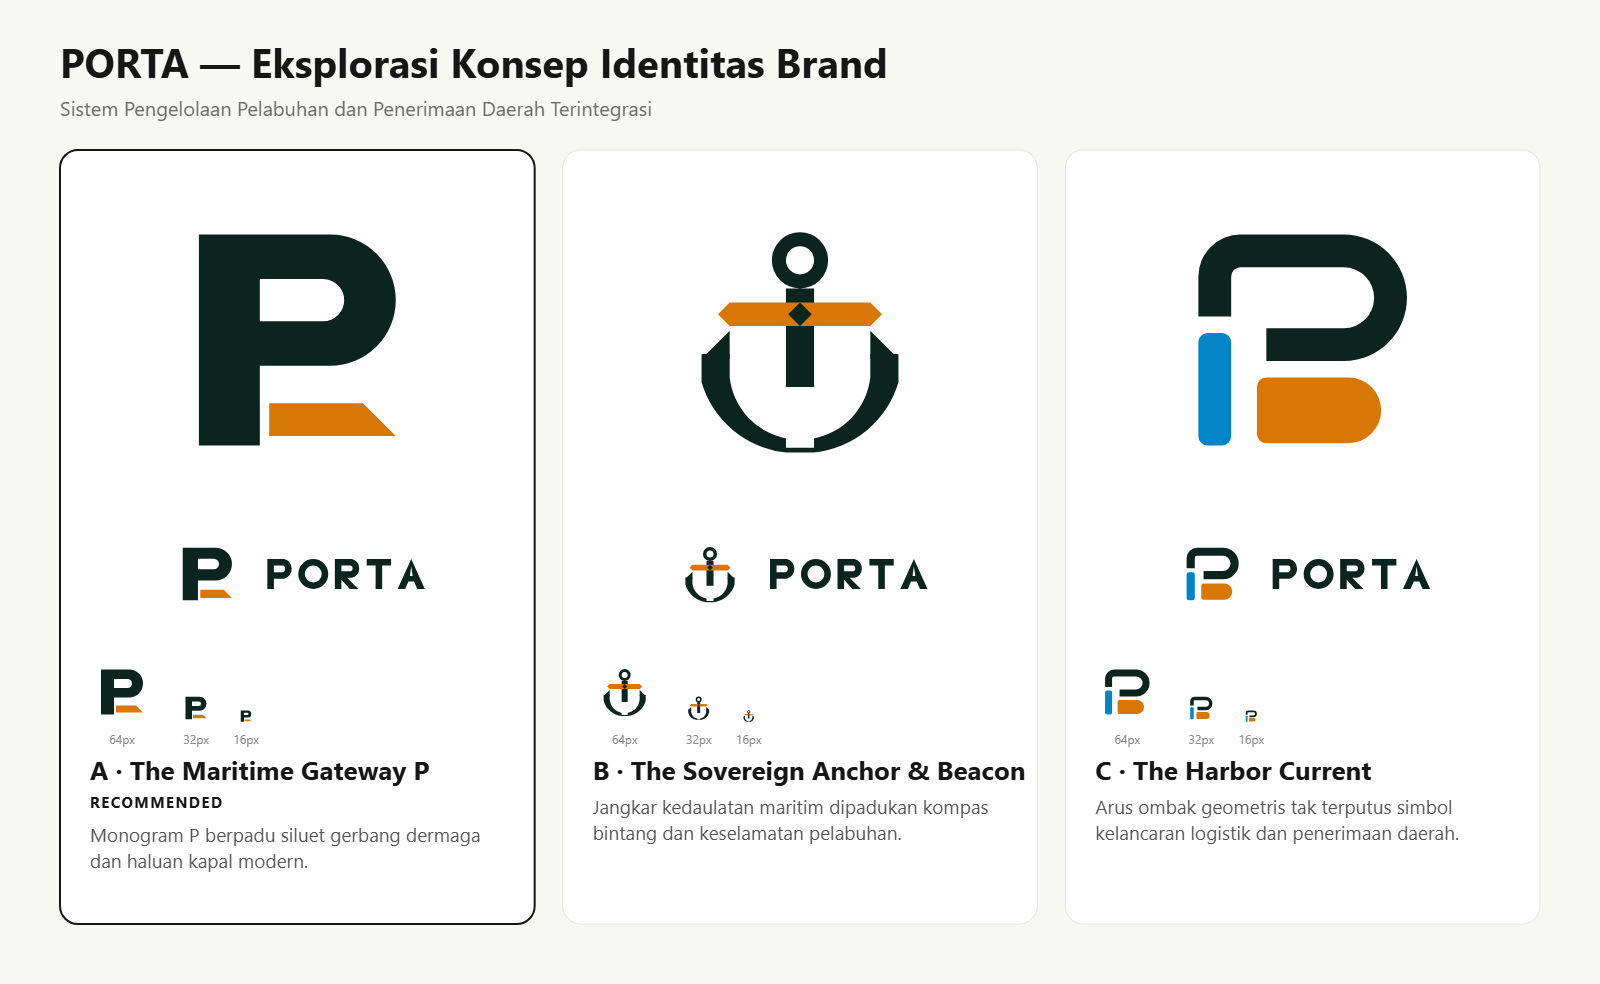 PORTA — Eksplorasi Konsep Identitas Brand
Sistem Pengelolaan Pelabuhan dan Penerimaan Daerah Terintegrasi
PORTA
64px 32px 16px
A · The Maritime Gateway P
RECOMMENDED
Monogram P berpadu siluet gerbang dermaga
dan haluan kapal modern.
PORTA
64px 32px 16px
B · The Sovereign Anchor & Beacon
Jangkar kedaulatan maritim dipadukan kompas
bintang dan keselamatan pelabuhan.
PORTA
64px 32px 16px
C · The Harbor Current
Arus ombak geometris tak terputus simbol
kelancaran logistik dan penerimaan daerah.